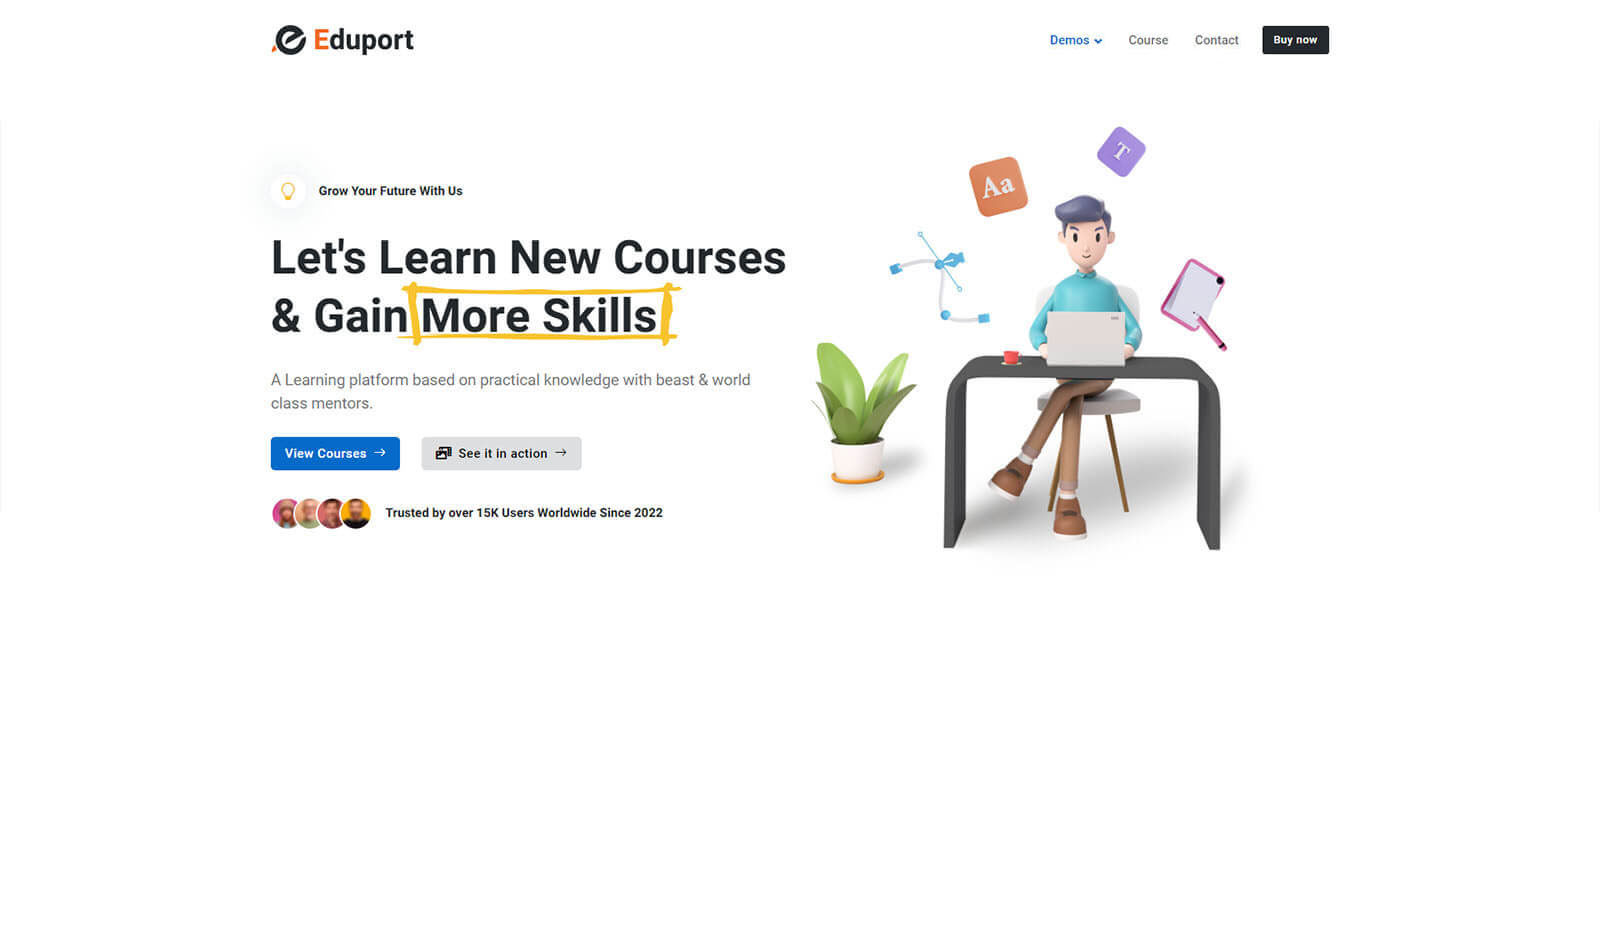 Eduport
Demos
Course
Contact
Buy now
Grow Your Future With Us
Let's Learn New Courses
& Gain More Skills
A Learning platform based on practical knowledge with beast & world
class mentors.
View Courses
See it in action
Trusted by over 15K Users Worldwide Since 2022
Aa
T